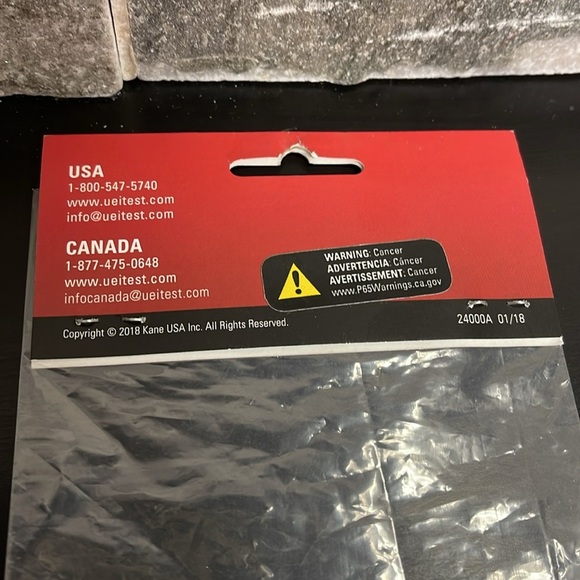 USA
1-800-547-5740
www.ueitest.com
info@ueitest.com
CANADA
1-877-475-0648
www.ueitest.com
infocanada@ueitest.com
WARNING: Cancer
ADVERTENCIA: Cáncer
AVERTISSEMENT: Cancer
www.P65Warnings.ca.gov
Copyright © 2018 Kane USA Inc. All Rights Reserved.
24000A 01/18